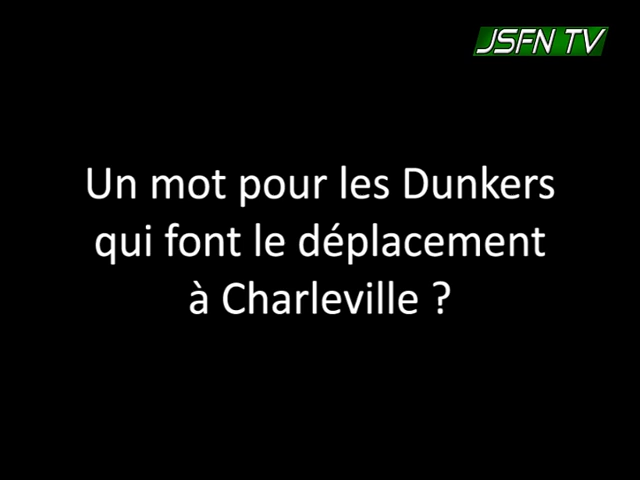 JSFN TV
Un mot pour les Dunkers
qui font le déplacement
à Charleville ?